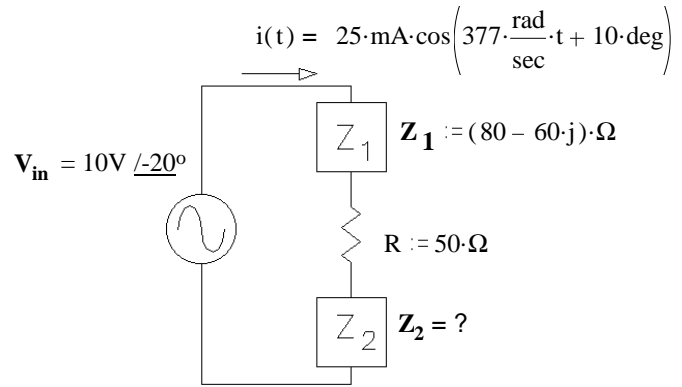 i(t) = 25·mA·cos(377·rad/sec·t + 10·deg)
Z1 := (80 – 60·j)·Ω
Z1
Vin = 10V /-20º
R := 50·Ω
Z2
Z2 = ?